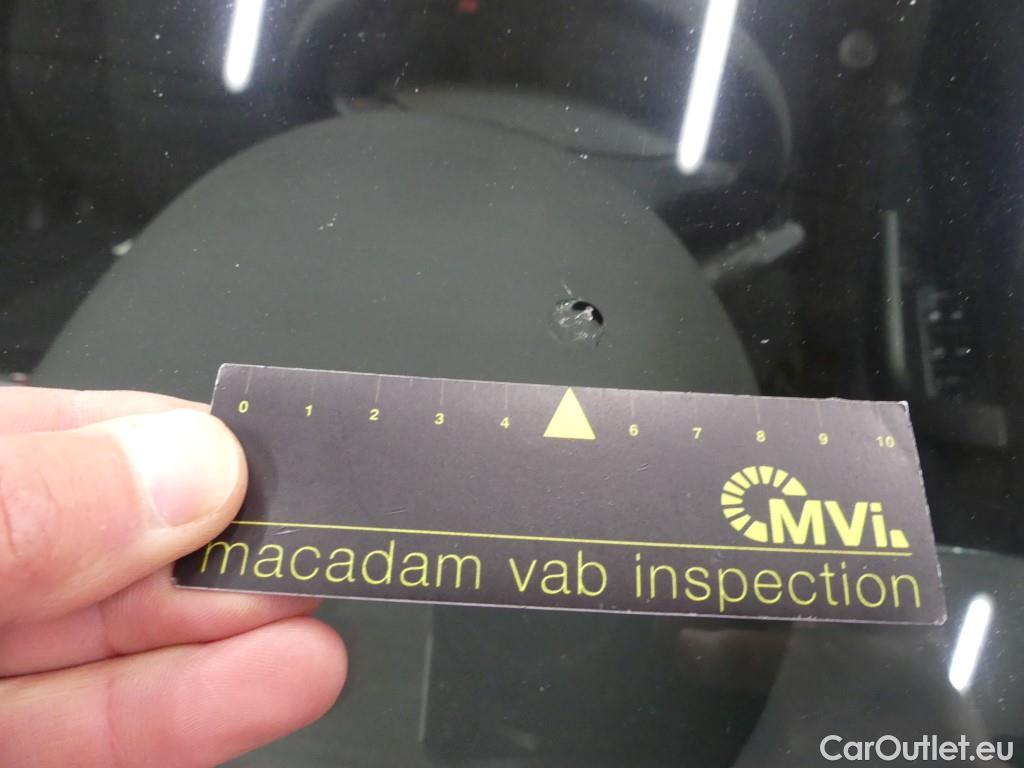 0 1 2 3 4 6 7 8 9 10
MVi.
macadam vab inspection
CarOutlet.eu